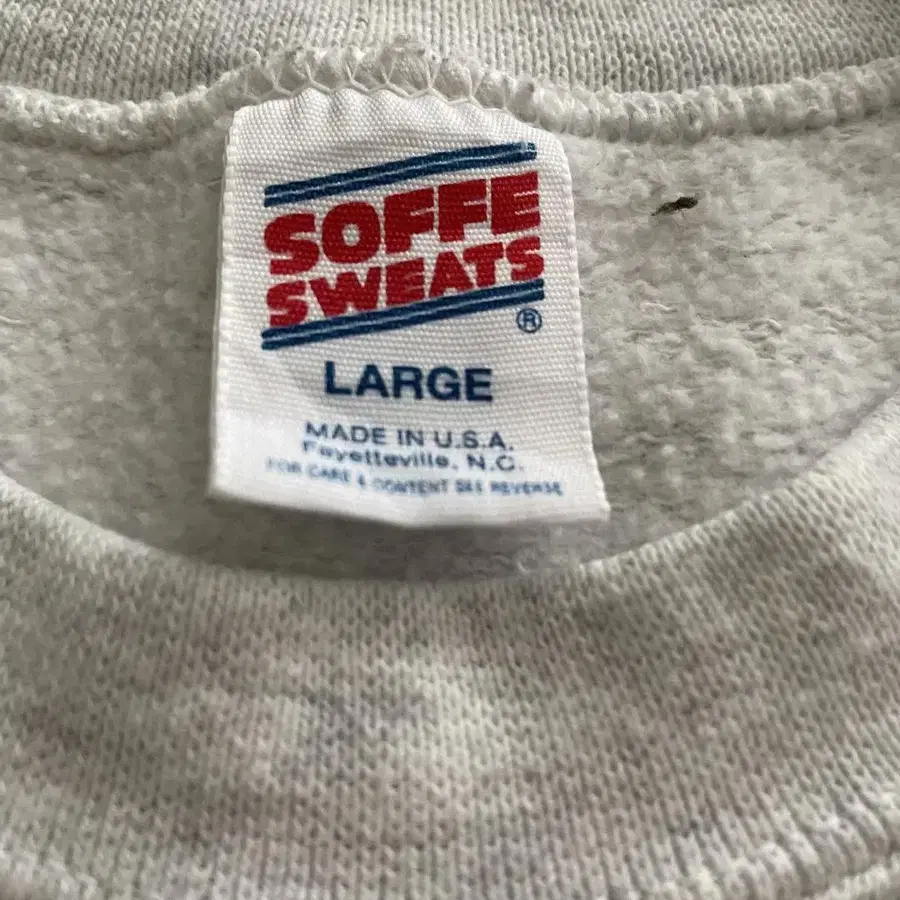 SOFFE
SWEATS
®
LARGE
MADE IN U.S.A.
Fayetteville, N.C.
FOR CARE & CONTENT SEE REVERSE